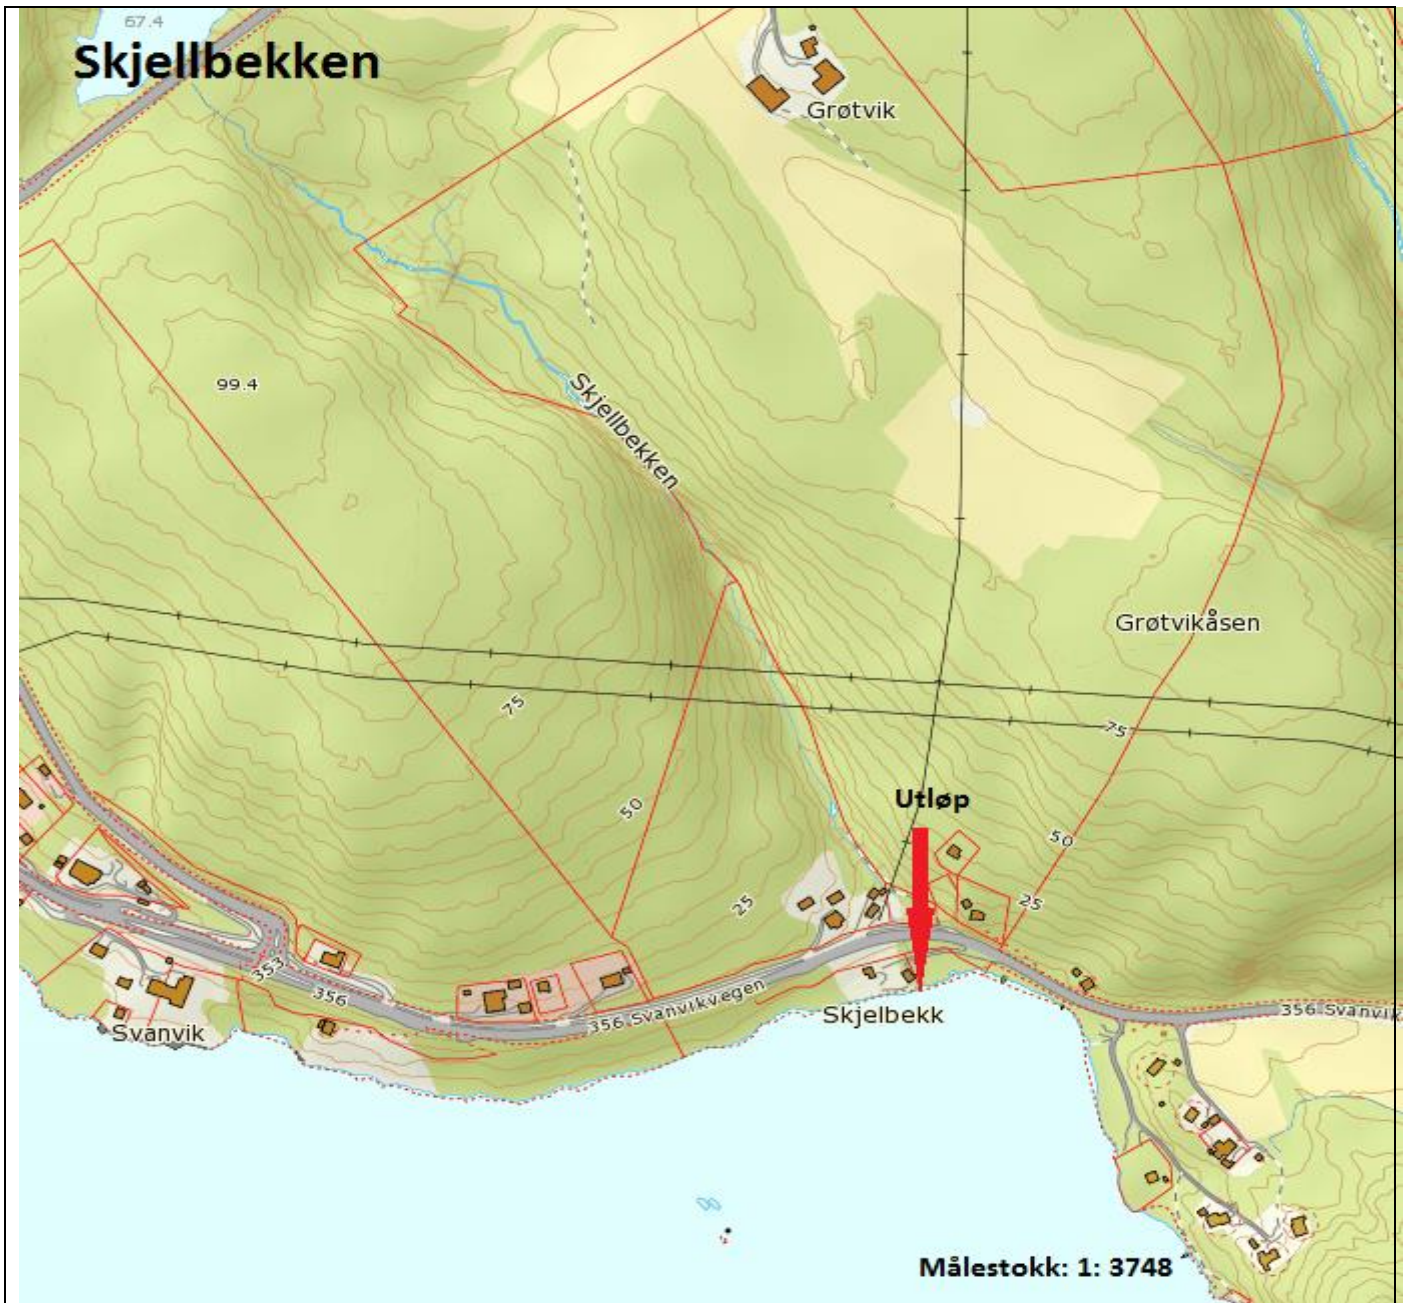 67.4
Skjellbekken
Grøtvik
99.4
Skjellbekken
Grøtvikåsen
75
75
Utløp
50
50
25
25
353
356
356 Svanvikvegen
Skjelbekk
356 Svanvik
Svanvik
Målestokk: 1: 3748